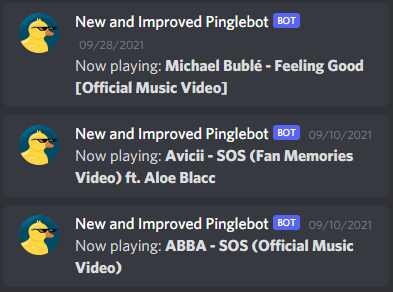 New and Improved Pinglebot BOT
09/28/2021
Now playing: Michael Bublé - Feeling Good
[Official Music Video]
New and Improved Pinglebot BOT 09/10/2021
Now playing: Avicii - SOS (Fan Memories
Video) ft. Aloe Blacc
New and Improved Pinglebot BOT 09/10/2021
Now playing: ABBA - SOS (Official Music
Video)